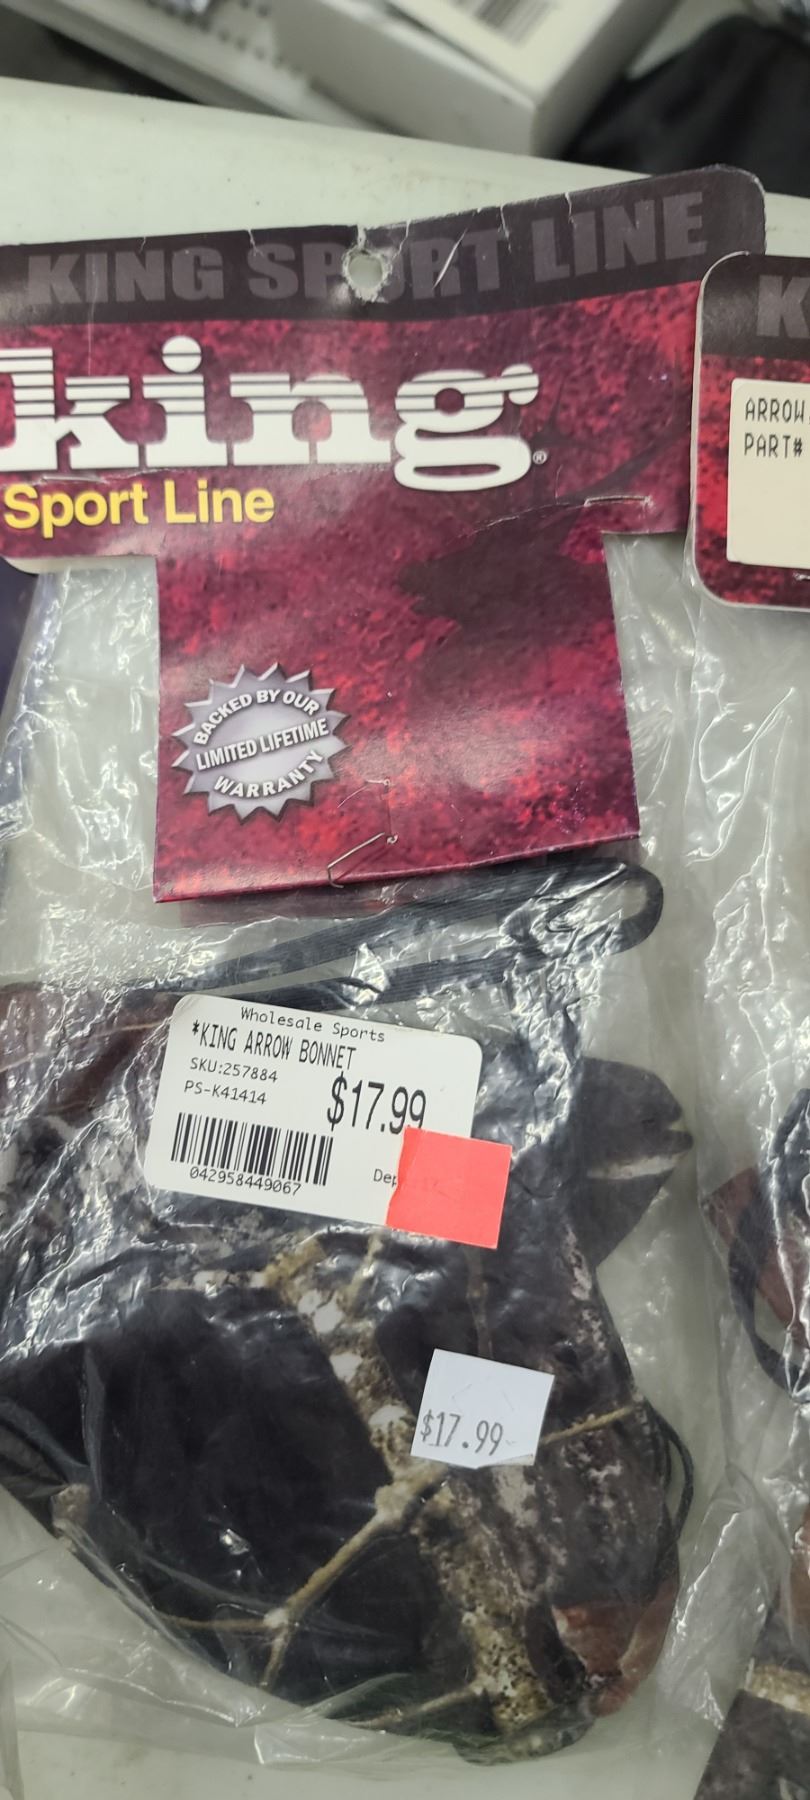 KING SPORT LINE
king®
Sport Line
BACKED BY OUR
LIMITED LIFETIME
WARRANTY
K
ARROW
PART#
Wholesale Sports
*KING ARROW BONNET
SKU:257884
PS-K41414
$17.99
042958449067
Dep
$17.99